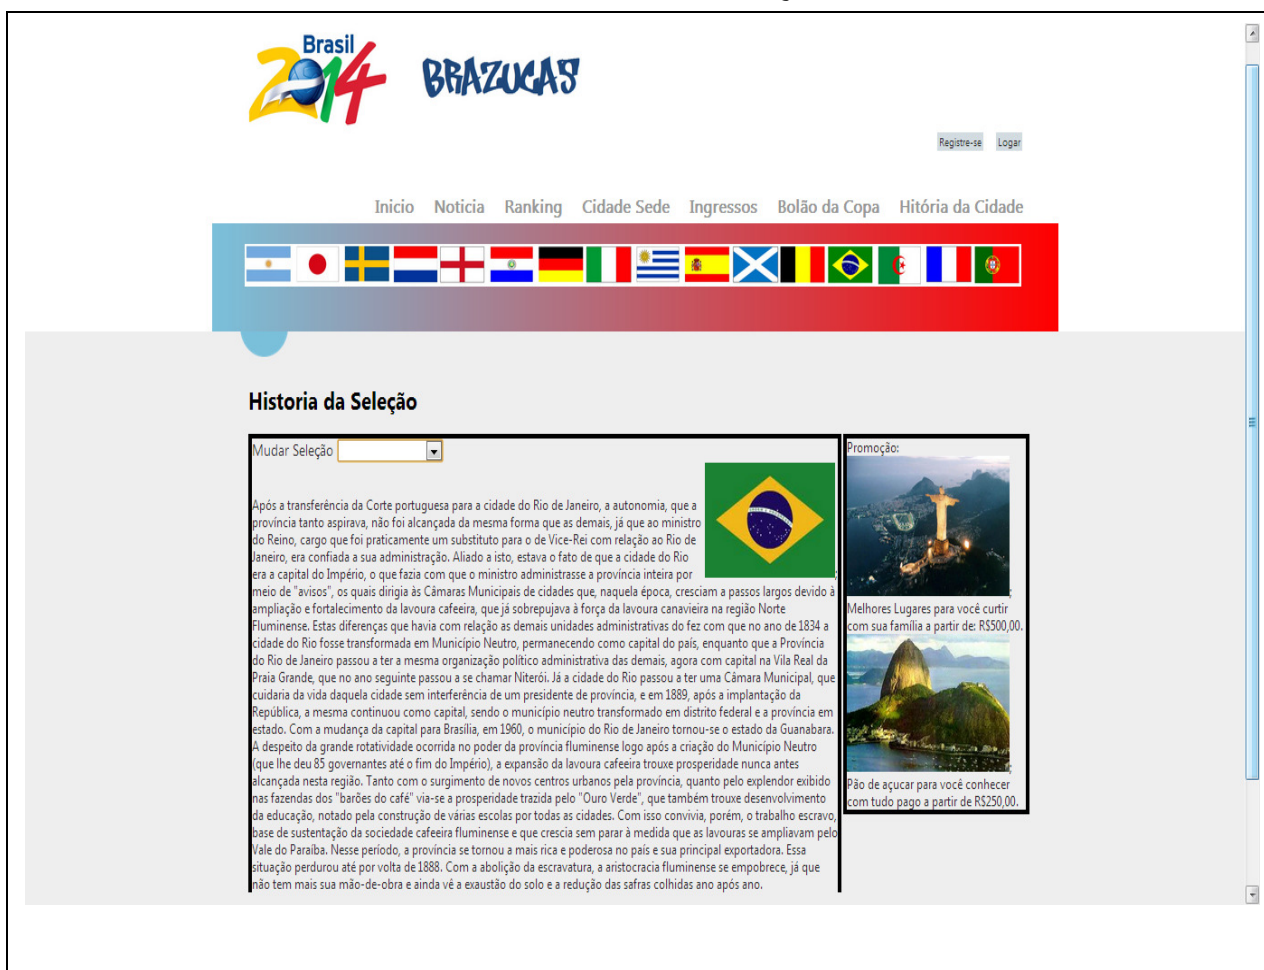 Brasil
2014
BRAZUCAS
Registre-se Logar
Inicio Noticia Ranking Cidade Sede Ingressos Bolão da Copa Hitória da Cidade
Historia da Seleção
Mudar Seleção
Após a transferência da Corte portuguesa para a cidade do Rio de Janeiro, a autonomia, que a
província tanto aspirava, não foi alcançada da mesma forma que as demais, já que ao ministro
do Reino, cargo que foi praticamente um substituto para o de Vice-Rei com relação ao Rio de
Janeiro, era confiada a sua administração. Aliado a isto, estava o fato de que a cidade do Rio
era a capital do Império, o que fazia com que o ministro administrasse a província inteira por
meio de "avisos", os quais dirigia às Câmaras Municipais de cidades que, naquela época, cresciam a passos largos devido à
ampliação e fortalecimento da lavoura cafeeira, que já sobrepujava à força da lavoura canavieira na região Norte
Fluminense. Estas diferenças que havia com relação as demais unidades administrativas do fez com que no ano de 1834 a
cidade do Rio fosse transformada em Município Neutro, permanecendo como capital do país, enquanto que a Província
do Rio de Janeiro passou a ter a mesma organização político administrativa das demais, agora com capital na Vila Real da
Praia Grande, que no ano seguinte passou a se chamar Niterói. Já a cidade do Rio passou a ter uma Câmara Municipal, que
cuidaria da vida daquela cidade sem interferência de um presidente de província, e em 1889, após a implantação da
República, a mesma continuou como capital, sendo o município neutro transformado em distrito federal e a província em
estado. Com a mudança da capital para Brasília, em 1960, o município do Rio de Janeiro tornou-se o estado da Guanabara.
A despeito da grande rotatividade ocorrida no poder da província fluminense logo após a criação do Município Neutro
(que lhe deu 85 governantes até o fim do Império), a expansão da lavoura cafeeira trouxe prosperidade nunca antes
alcançada nesta região. Tanto com o surgimento de novos centros urbanos pela província, quanto pelo explendor exibido
nas fazendas dos "barões do café" via-se a prosperidade trazida pelo "Ouro Verde", que também trouxe desenvolvimento
da educação, notado pela construção de várias escolas por todas as cidades. Com isso convivia, porém, o trabalho escravo,
base de sustentação da sociedade cafeeira fluminense e que crescia sem parar à medida que as lavouras se ampliavam pelo
Vale do Paraíba. Nesse período, a província se tornou a mais rica e poderosa no país e sua principal exportadora. Essa
situação perdurou até por volta de 1888. Com a abolição da escravatura, a aristocracia fluminense se empobrece, já que
não tem mais sua mão-de-obra e ainda vê a exaustão do solo e a redução das safras colhidas ano após ano.
Promoção:
Melhores Lugares para você curtir
com sua família a partir de: R$500,00.
Pão de açucar para você conhecer
com tudo pago a partir de R$250,00.